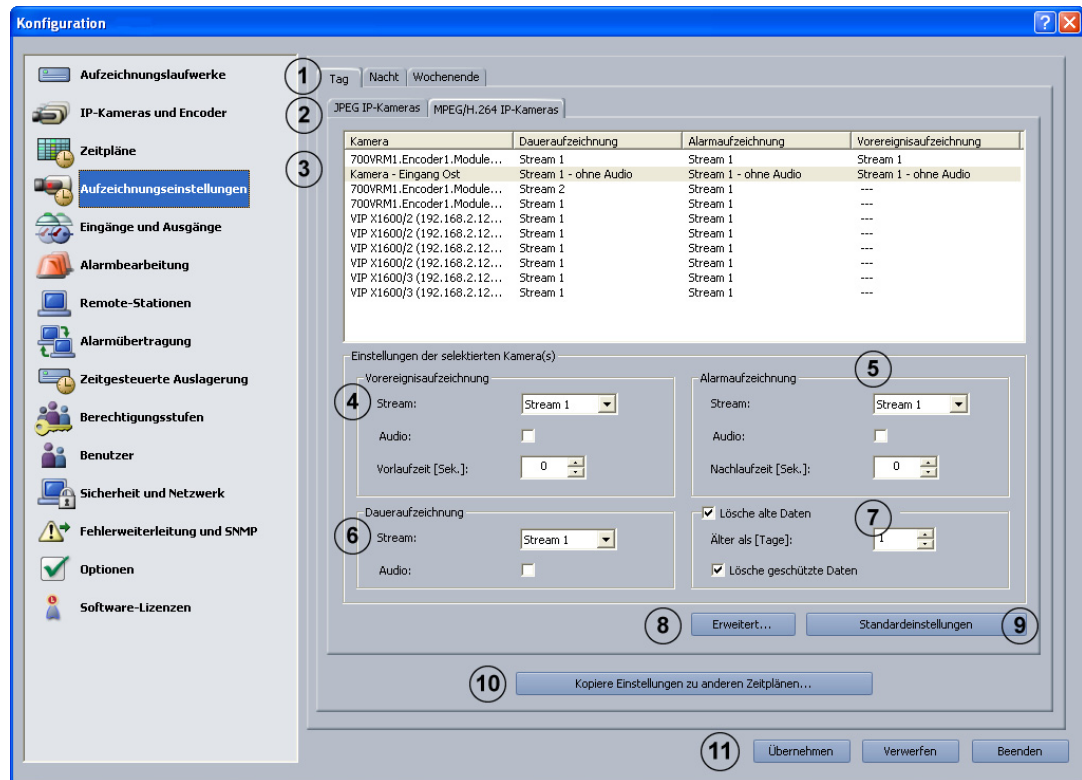 Konfiguration
Aufzeichnungslaufwerke
IP-Kameras und Encoder
Zeitpläne
Aufzeichnungseinstellungen
Eingänge und Ausgänge
Alarmbearbeitung
Remote-Stationen
Alarmübertragung
Zeitgesteuerte Auslagerung
Berechtigungsstufen
Benutzer
Sicherheit und Netzwerk
Fehlerweiterleitung und SNMP
Optionen
Software-Lizenzen
1 Tag Nacht Wochenende
2 JPEG IP-Kameras MPEG/H.264 IP-Kameras
3
Kamera Daueraufzeichnung Alarmaufzeichnung Vorereignisaufzeichnung
700VRM1.Encoder1.Module... Stream 1 Stream 1 Stream 1
Kamera - Eingang Ost Stream 1 - ohne Audio Stream 1 - ohne Audio Stream 1 - ohne Audio
700VRM1.Encoder1.Module... Stream 2 Stream 1 ---
700VRM1.Encoder1.Module... Stream 1 Stream 1 ---
VIP X1600/2 (192.168.2.12... Stream 1 Stream 1 ---
VIP X1600/2 (192.168.2.12... Stream 1 Stream 1 ---
VIP X1600/2 (192.168.2.12... Stream 1 Stream 1 ---
VIP X1600/2 (192.168.2.12... Stream 1 Stream 1 ---
VIP X1600/3 (192.168.2.12... Stream 1 Stream 1 ---
VIP X1600/3 (192.168.2.12... Stream 1 Stream 1 ---
Einstellungen der selektierten Kamera(s)
Vorereignisaufzeichnung
4 Stream: Stream 1
Audio:
Vorlaufzeit [Sek.]: 0
Alarmaufzeichnung 5
Stream: Stream 1
Audio:
Nachlaufzeit [Sek.]: 0
Daueraufzeichnung
6 Stream: Stream 1
Audio:
Lösche alte Daten 7
Älter als [Tage]: 1
Lösche geschützte Daten
8 Erweitert... Standardeinstellungen 9
10 Kopiere Einstellungen zu anderen Zeitplänen...
11 Übernehmen Verwerfen Beenden